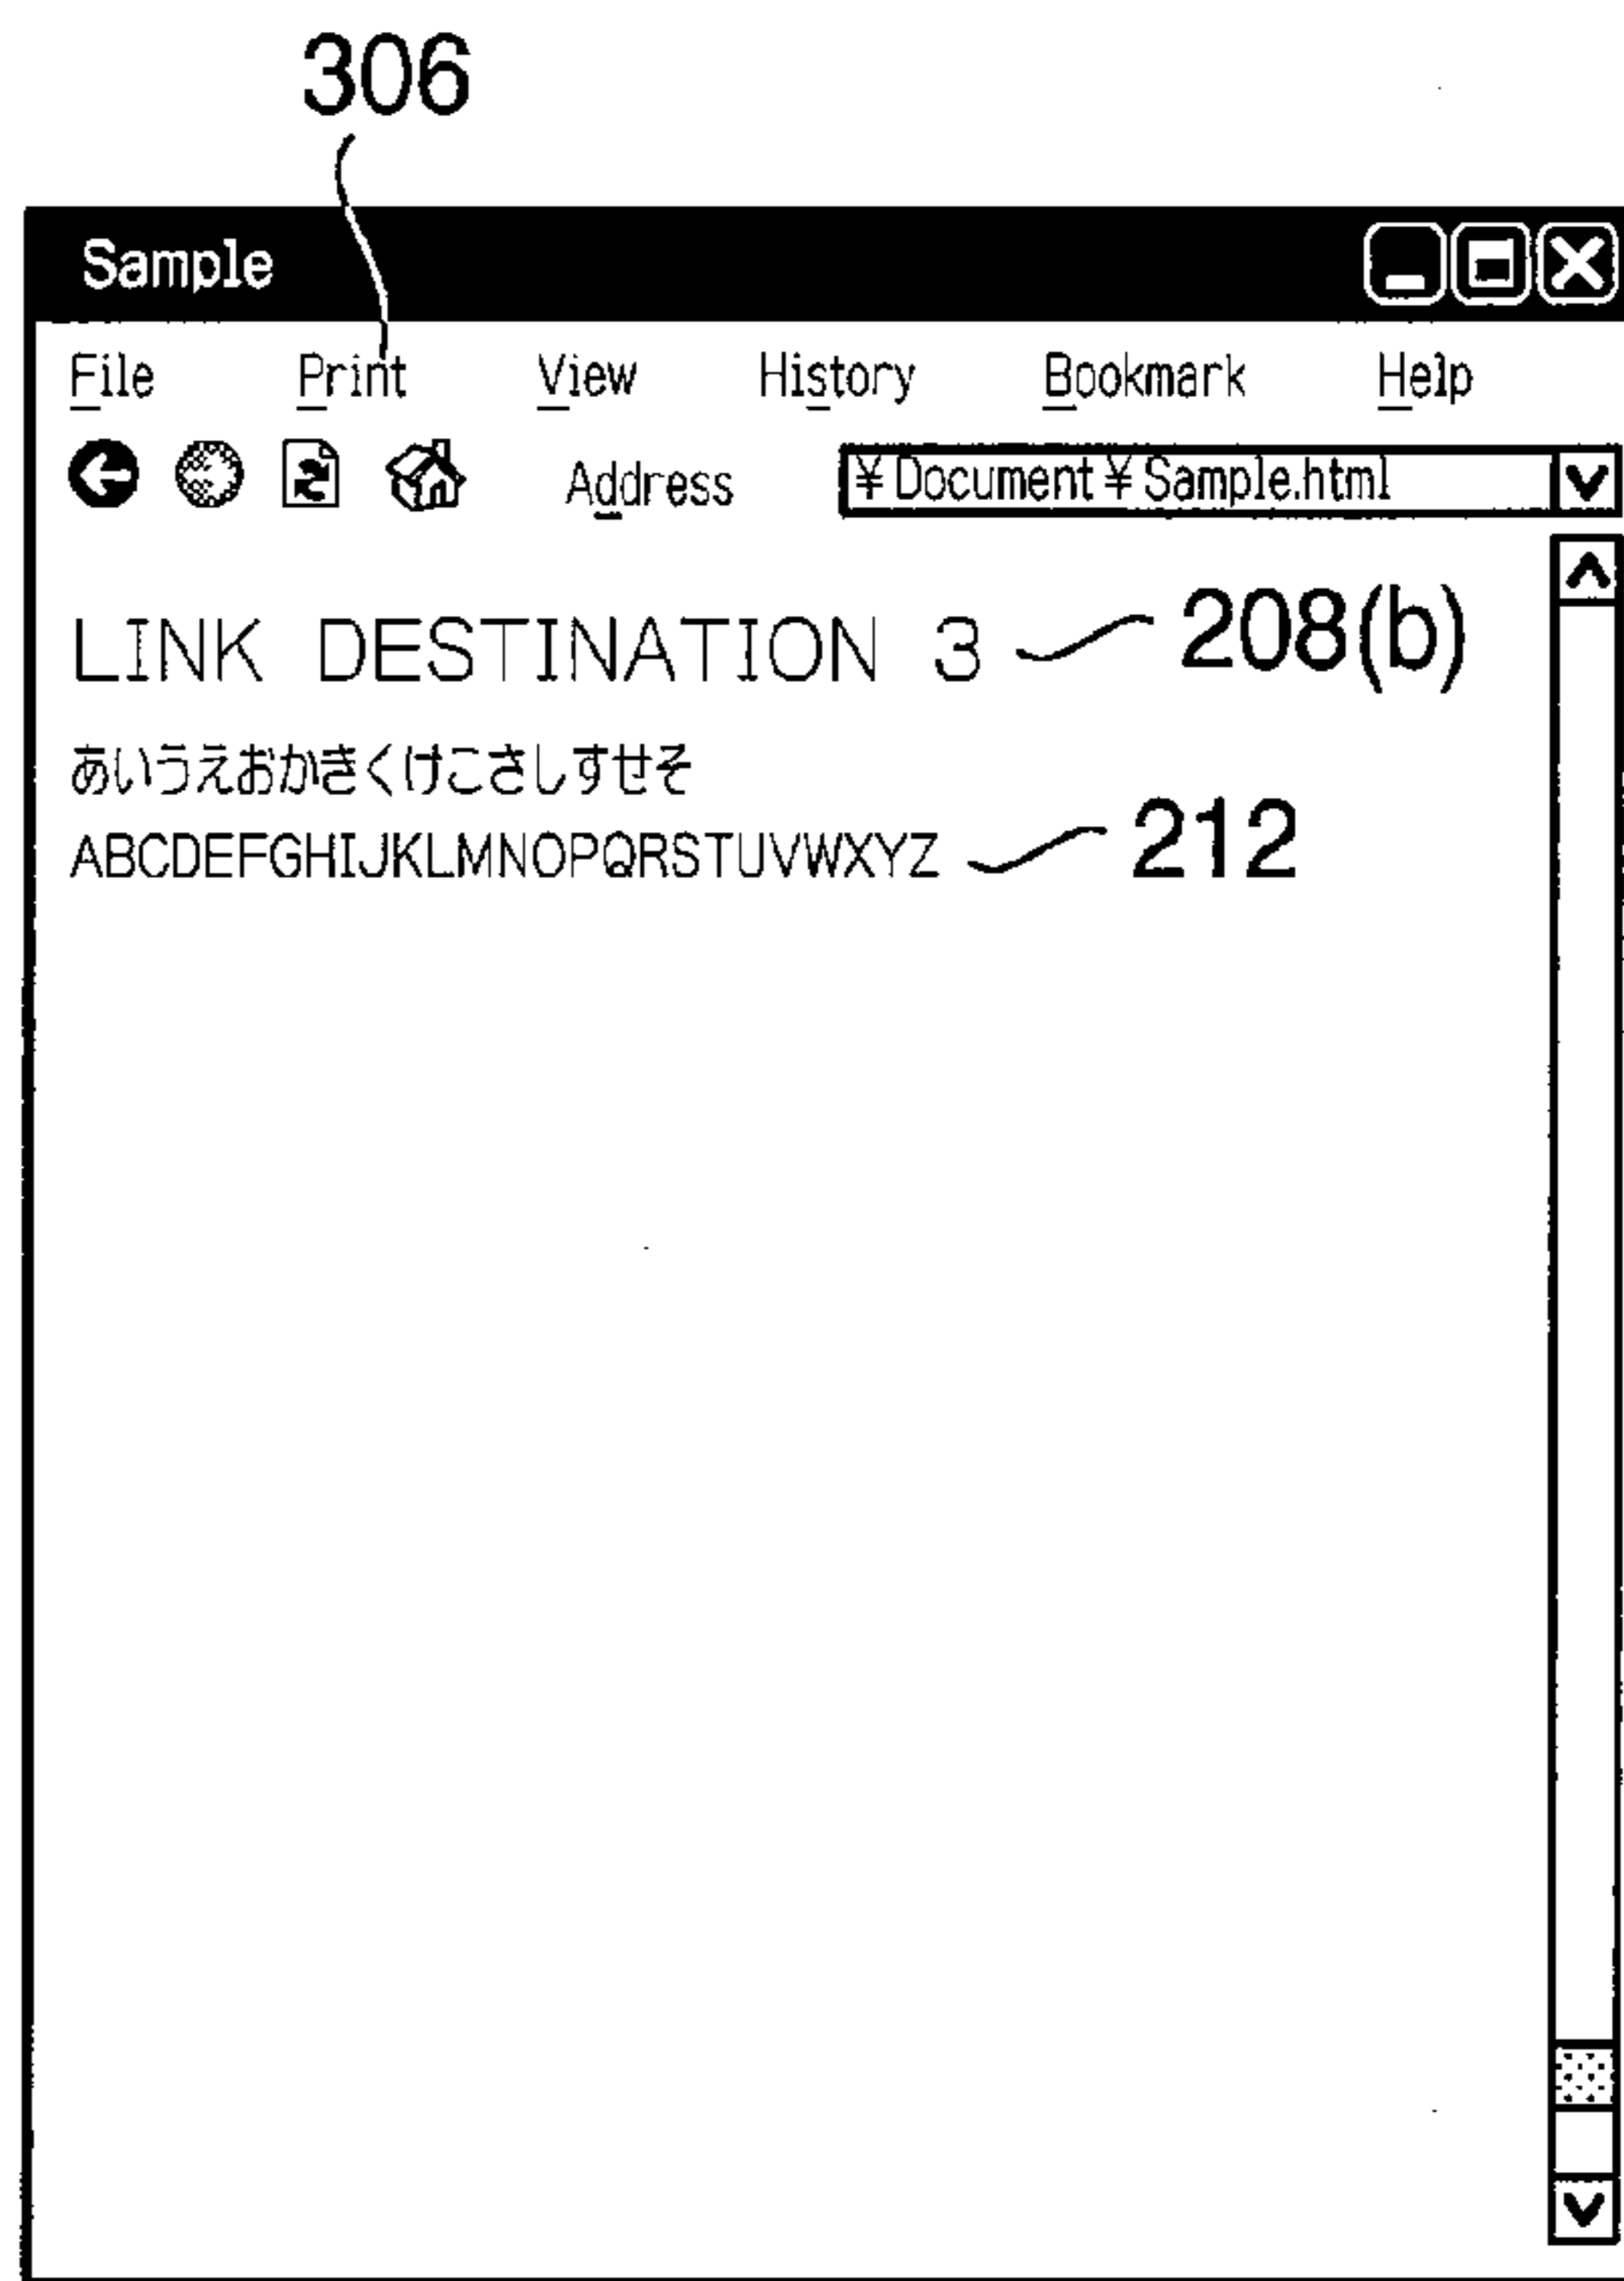 306
Sample
File Print View History Bookmark Help
Address ¥Document¥Sample.html
LINK DESTINATION 3 208(b)
あいうえおかきくけこさしすせそ
ABCDEFGHIJKLMNOPQRSTUVWXYZ 212